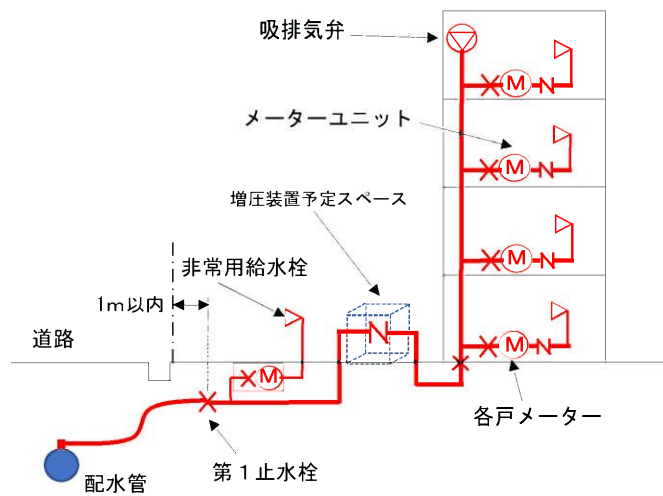 吸排気弁
M
メーターユニット
M
増圧装置予定スペース
非常用給水栓
M
1m以内
道路
M
M
各戸メーター
第1止水栓
配水管